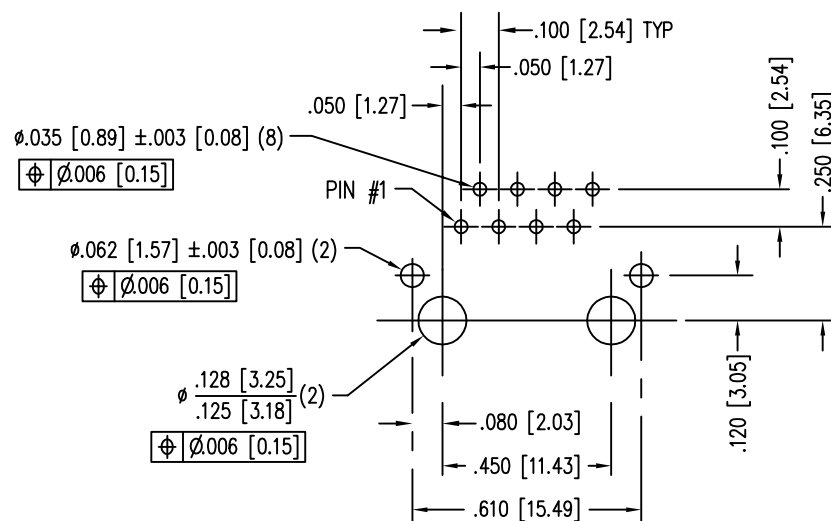 .100 [2.54] TYP
.050 [1.27]
.050 [1.27]
.100 [2.54]
.250 [6.35]
ø.035 [0.89] ±.003 [0.08] (8)
⌖ Ø.006 [0.15]
PIN #1
ø.062 [1.57] ±.003 [0.08] (2)
⌖ Ø.006 [0.15]
ø .128 [3.25]
.125 [3.18] (2)
⌖ Ø.006 [0.15]
.120 [3.05]
.080 [2.03]
.450 [11.43]
.610 [15.49]